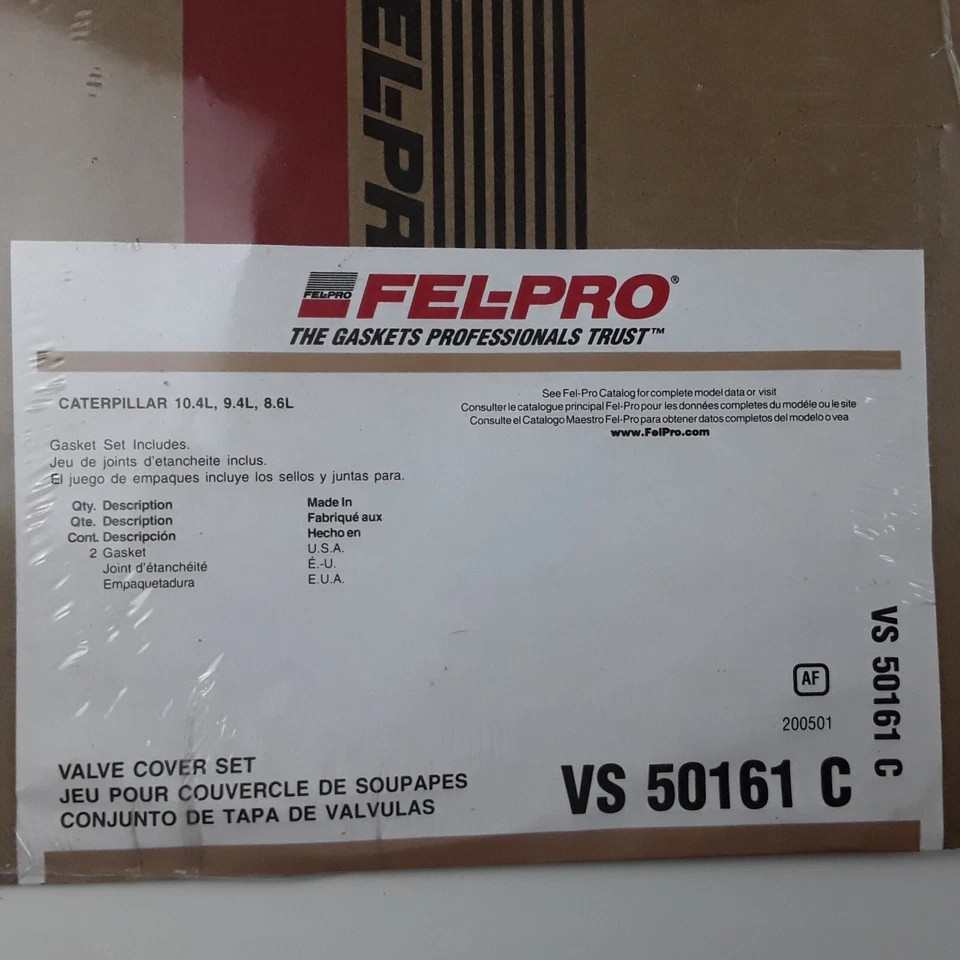 EL-PR
FEL-PRO FEL-PRO®
THE GASKETS PROFESSIONALS TRUST™
CATERPILLAR 10.4L, 9.4L, 8.6L
See Fel-Pro Catalog for complete model data or visit
Consulter le catalogue principal Fel-Pro pour les données completes du modéle ou le site
Consulte el Catalogo Maestro Fel-Pro para obtener datos completos del modelo o vea
www.FelPro.com
Gasket Set Includes.
Jeu de joints d'etancheite inclus.
El juego de empaques incluye los sellos y juntas para.
Qty. Description Made In
Qte. Description Fabriqué aux
Cont. Descripción Hecho en
2 Gasket U.S.A.
Joint d'étanchéité É.-U.
Empaquetadura E.U.A.
VS 50161 C
AF
200501
VALVE COVER SET
JEU POUR COUVERCLE DE SOUPAPES
CONJUNTO DE TAPA DE VALVULAS
VS 50161 C